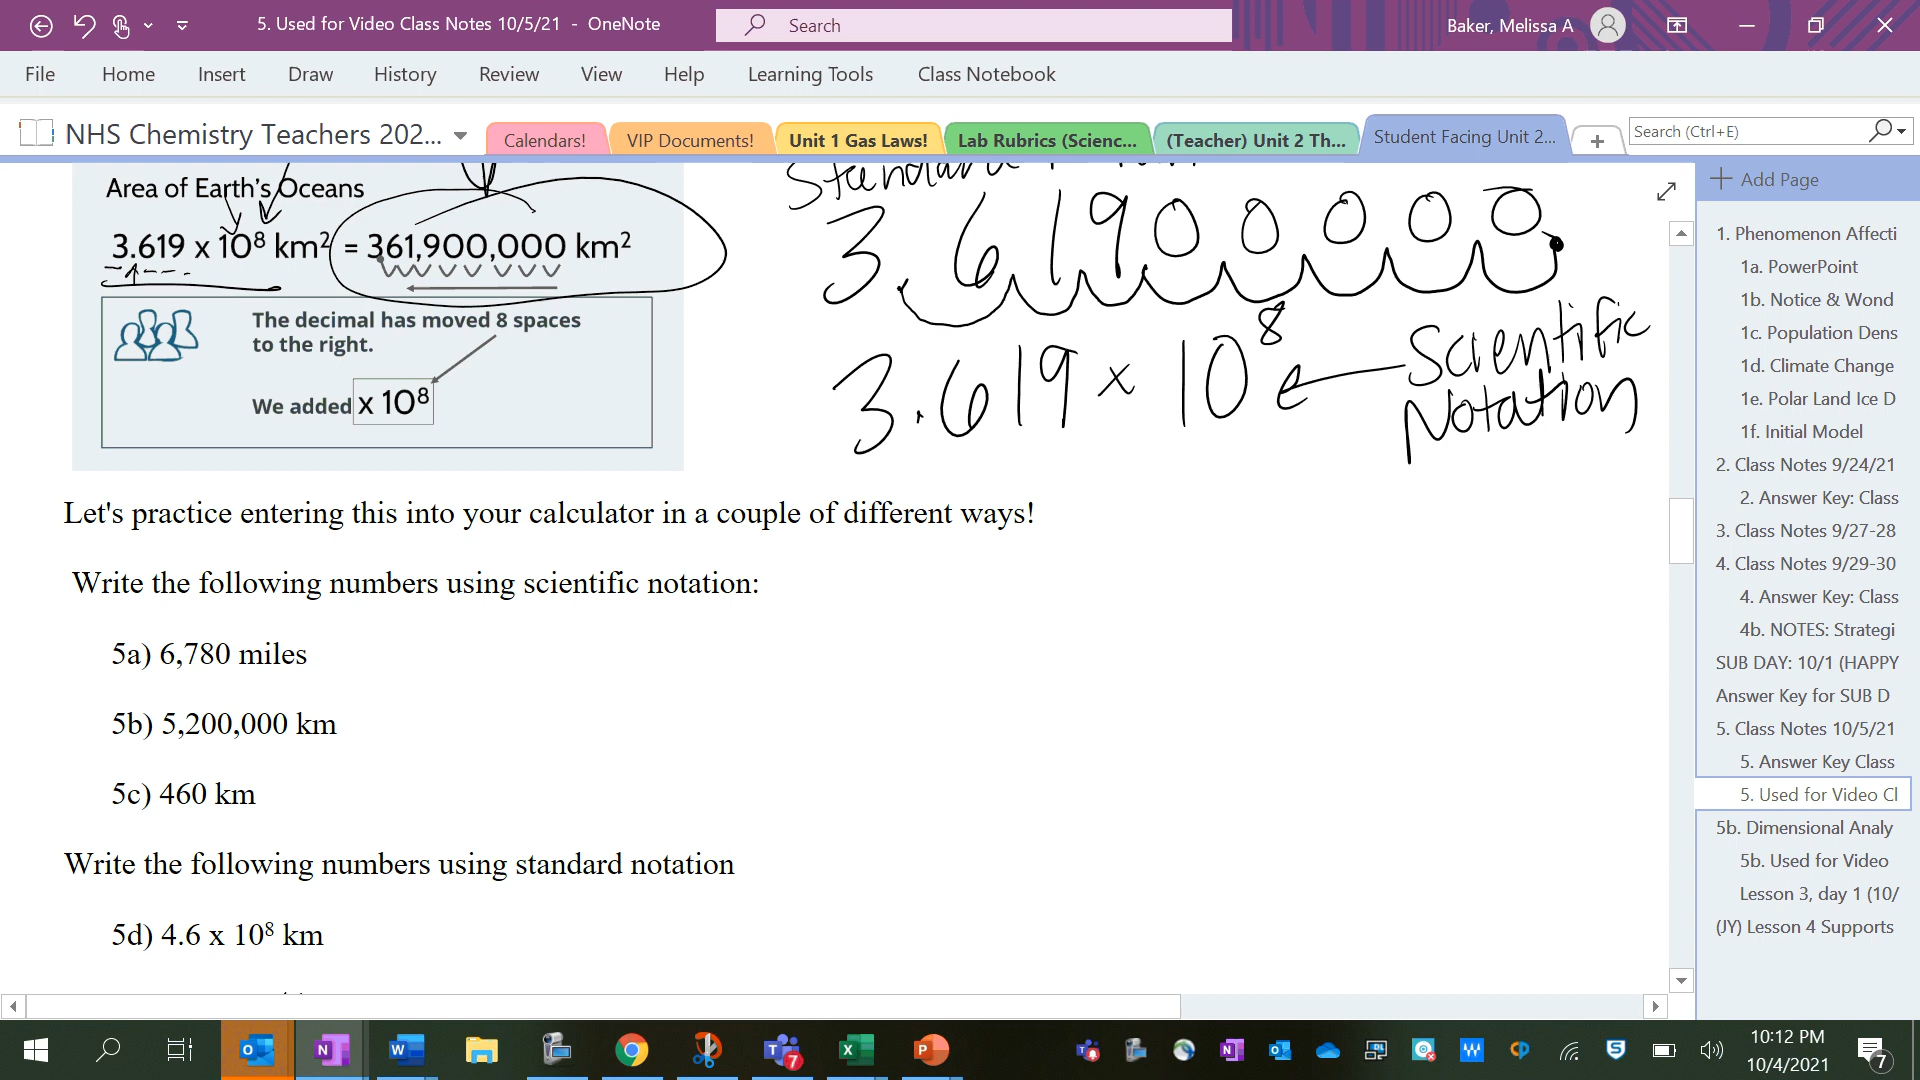 5. Used for Video Class Notes 10/5/21 - OneNote
Search
Baker, Melissa A
File Home Insert Draw History Review View Help Learning Tools Class Notebook
NHS Chemistry Teachers 202...
Calendars!
VIP Documents!
Unit 1 Gas Laws!
Lab Rubrics (Scienc...
(Teacher) Unit 2 Th...
Student Facing Unit 2...
Search (Ctrl+E)
Area of Earth's Oceans
3.619 x 10⁸ km² = 361,900,000 km²
The decimal has moved 8 spaces
to the right.
We added x 10⁸
Standard
3.61900000.
3.619 x 10⁸
Scientific
Notation
Let's practice entering this into your calculator in a couple of different ways!
Write the following numbers using scientific notation:
5a) 6,780 miles
5b) 5,200,000 km
5c) 460 km
Write the following numbers using standard notation
5d) 4.6 x 10⁸ km
Add Page
1. Phenomenon Affecti
1a. PowerPoint
1b. Notice & Wond
1c. Population Dens
1d. Climate Change
1e. Polar Land Ice D
1f. Initial Model
2. Class Notes 9/24/21
2. Answer Key: Class
3. Class Notes 9/27-28
4. Class Notes 9/29-30
4. Answer Key: Class
4b. NOTES: Strategi
SUB DAY: 10/1 (HAPPY
Answer Key for SUB D
5. Class Notes 10/5/21
5. Answer Key Class
5. Used for Video Cl
5b. Dimensional Analy
5b. Used for Video
Lesson 3, day 1 (10/
(JY) Lesson 4 Supports
10:12 PM
10/4/2021
7
7